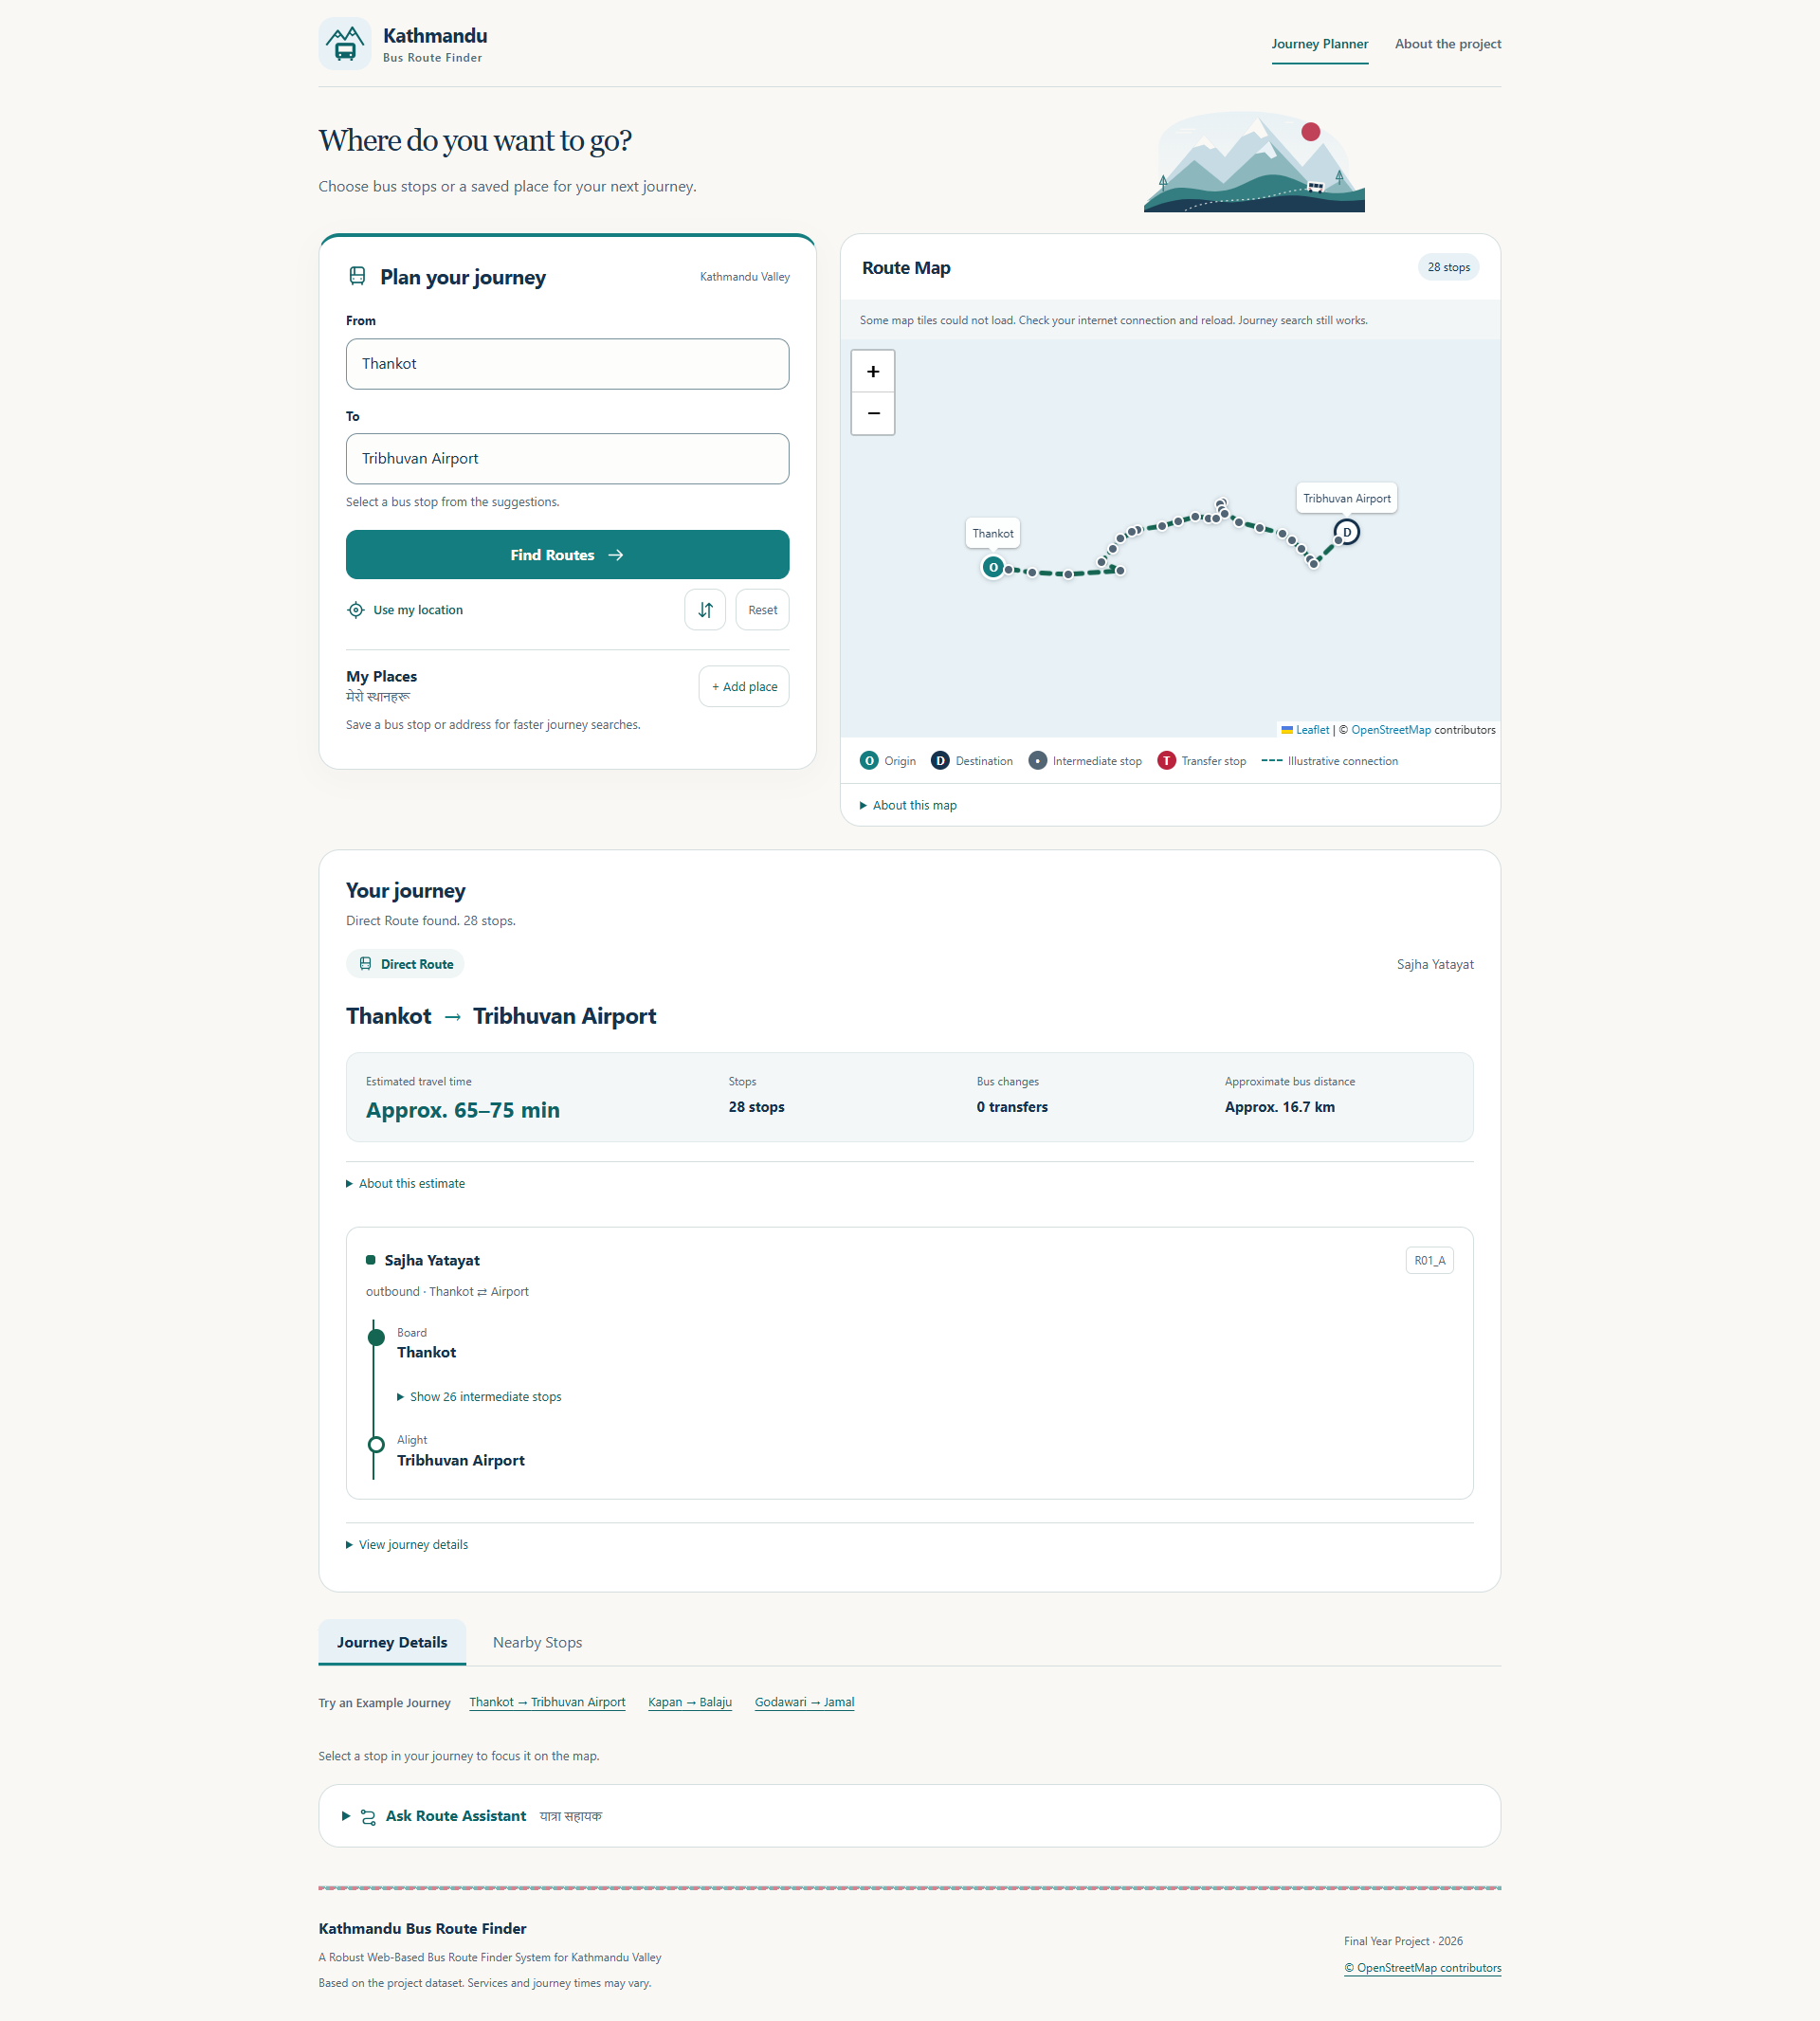 Kathmandu
Bus Route Finder
Journey Planner
About the project
Where do you want to go?
Choose bus stops or a saved place for your next journey.
Plan your journey
Kathmandu Valley
From
Thankot
To
Tribhuvan Airport
Select a bus stop from the suggestions.
Find Routes →
Use my location
Reset
My Places
मेरो स्थानहरू
+ Add place
Save a bus stop or address for faster journey searches.
Route Map
28 stops
Some map tiles could not load. Check your internet connection and reload. Journey search still works.
+
−
Tribhuvan Airport
D
Thankot
O
Leaflet | © OpenStreetMap contributors
O Origin
D Destination
Intermediate stop
T Transfer stop
Illustrative connection
▶ About this map
Your journey
Direct Route found. 28 stops.
Direct Route
Sajha Yatayat
Thankot → Tribhuvan Airport
Estimated travel time
Approx. 65–75 min
Stops
28 stops
Bus changes
0 transfers
Approximate bus distance
Approx. 16.7 km
▶ About this estimate
Sajha Yatayat
R01_A
outbound · Thankot ⇄ Airport
Board
Thankot
▶ Show 26 intermediate stops
Alight
Tribhuvan Airport
▶ View journey details
Journey Details
Nearby Stops
Try an Example Journey
Thankot → Tribhuvan Airport
Kapan → Balaju
Godawari → Jamal
Select a stop in your journey to focus it on the map.
▶ Ask Route Assistant यात्रा सहायक
Kathmandu Bus Route Finder
A Robust Web-Based Bus Route Finder System for Kathmandu Valley
Based on the project dataset. Services and journey times may vary.
Final Year Project · 2026
© OpenStreetMap contributors